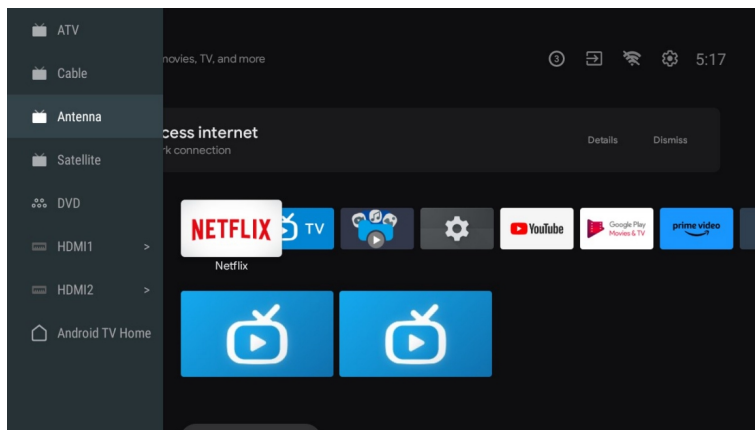 ATV
Cable
Antenna
Satellite
DVD
HDMI1 >
HDMI2 >
Android TV Home
movies, TV, and more
3
5:17
cess internet
rk connection
Details
Dismiss
NETFLIX
TV
YouTube
Google Play
Movies & TV
prime video
Netflix